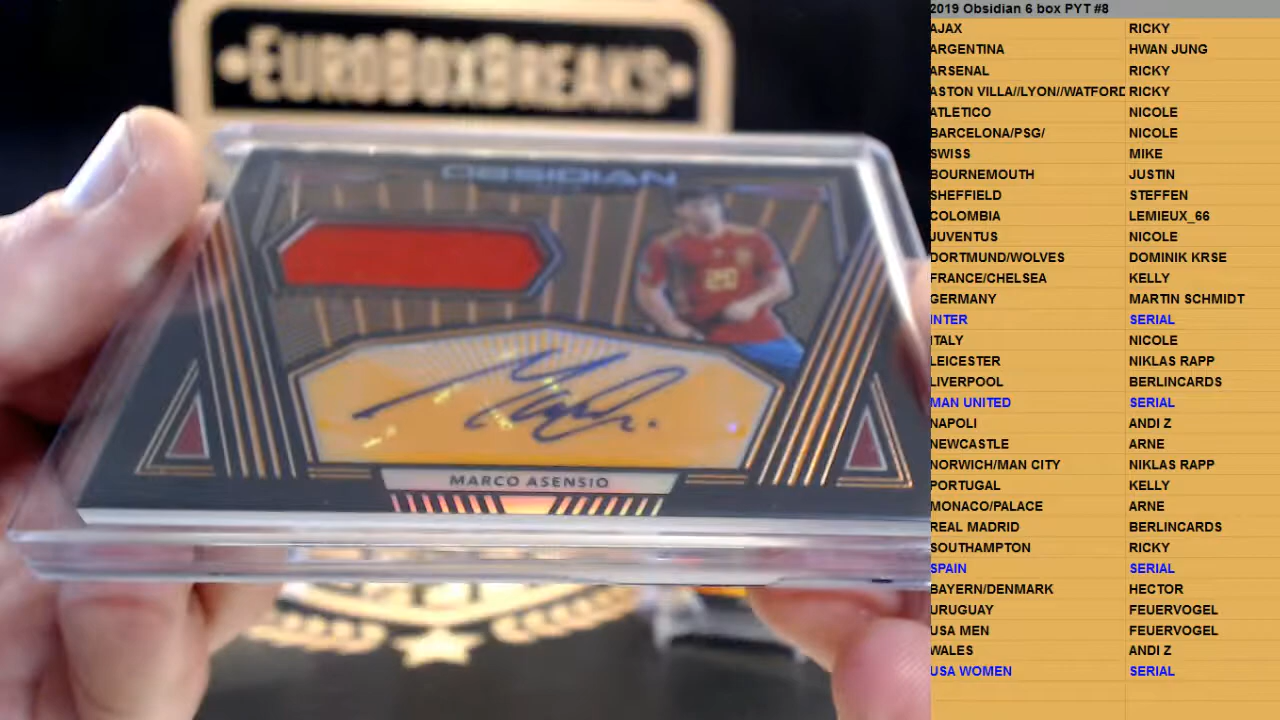 •EUROBOXBREAKS•
OBSIDIAN
20
MARCO ASENSIO
2019 Obsidian 6 box PYT #8
AJAX RICKY
ARGENTINA HWAN JUNG
ARSENAL RICKY
ASTON VILLA//LYON//WATFORD RICKY
ATLETICO NICOLE
BARCELONA/PSG/ NICOLE
SWISS MIKE
BOURNEMOUTH JUSTIN
SHEFFIELD STEFFEN
COLOMBIA LEMIEUX_66
JUVENTUS NICOLE
DORTMUND/WOLVES DOMINIK KRSE
FRANCE/CHELSEA KELLY
GERMANY MARTIN SCHMIDT
INTER SERIAL
ITALY NICOLE
LEICESTER NIKLAS RAPP
LIVERPOOL BERLINCARDS
MAN UNITED SERIAL
NAPOLI ANDI Z
NEWCASTLE ARNE
NORWICH/MAN CITY NIKLAS RAPP
PORTUGAL KELLY
MONACO/PALACE ARNE
REAL MADRID BERLINCARDS
SOUTHAMPTON RICKY
SPAIN SERIAL
BAYERN/DENMARK HECTOR
URUGUAY FEUERVOGEL
USA MEN FEUERVOGEL
WALES ANDI Z
USA WOMEN SERIAL